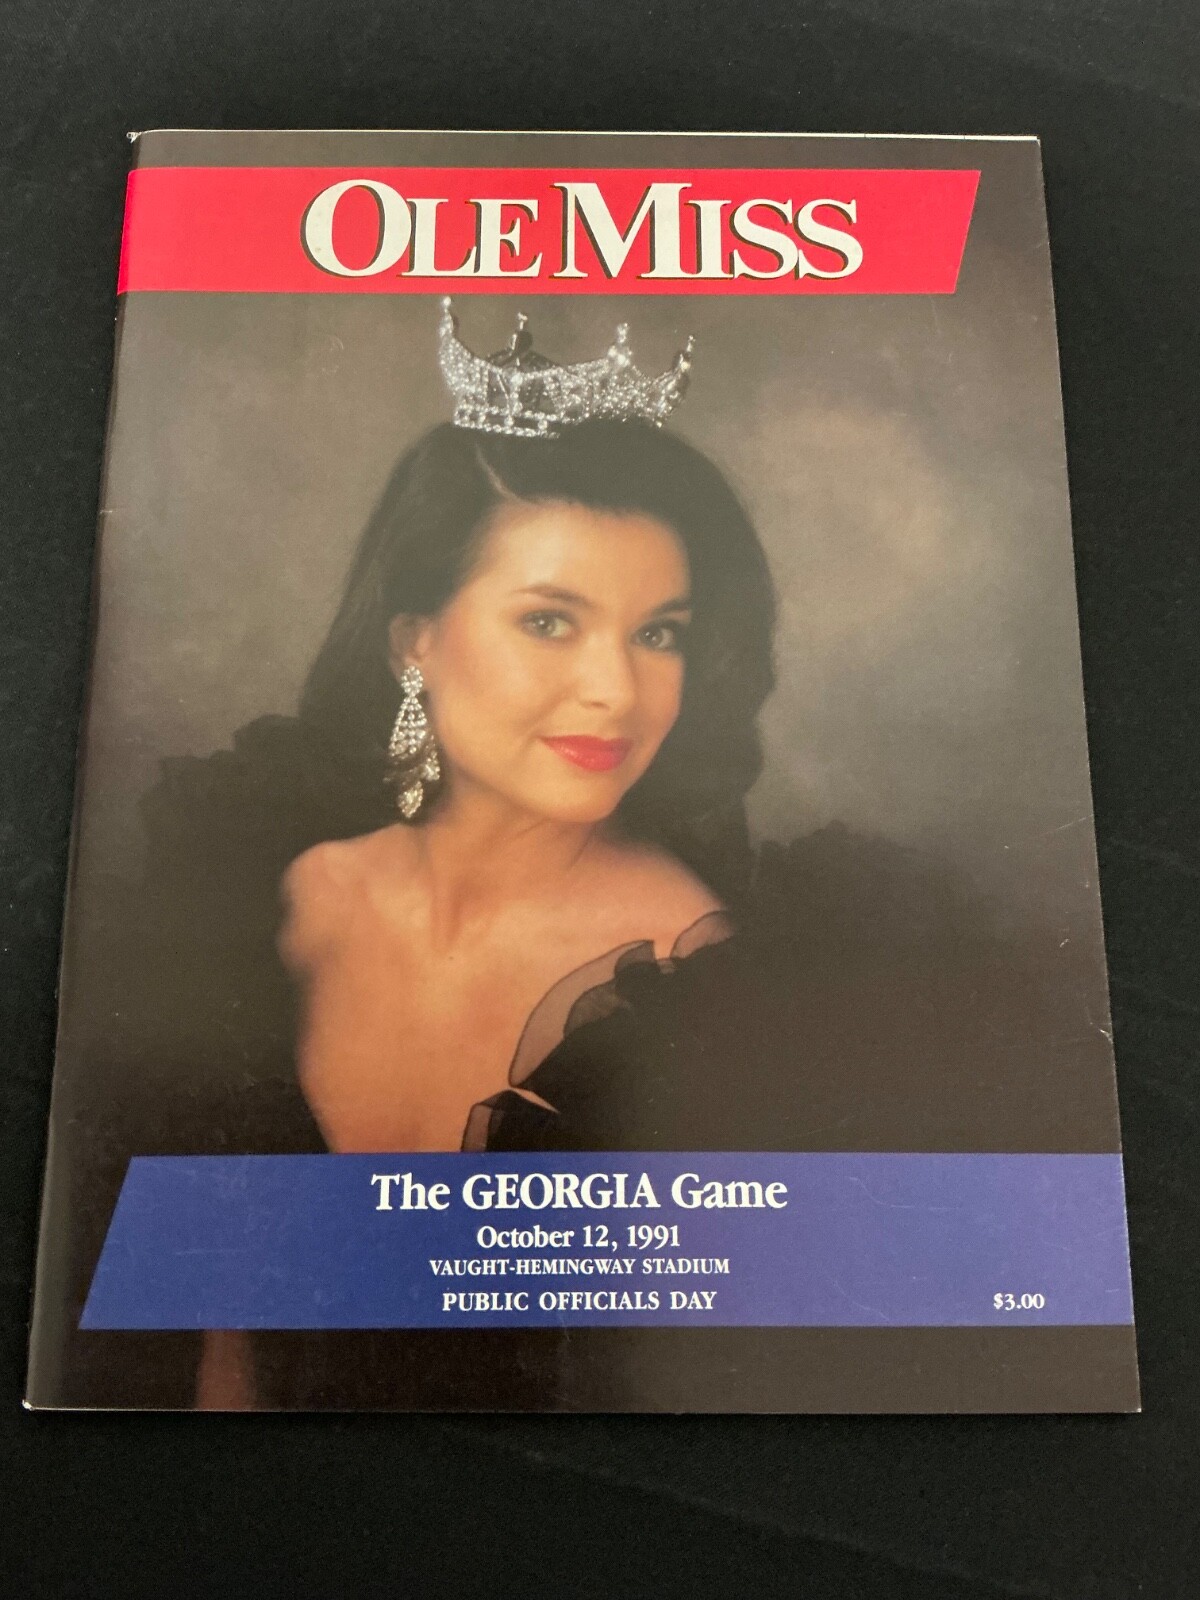 OLE MISS
The GEORGIA Game
October 12, 1991
VAUGHT-HEMINGWAY STADIUM
PUBLIC OFFICIALS DAY
$3.00